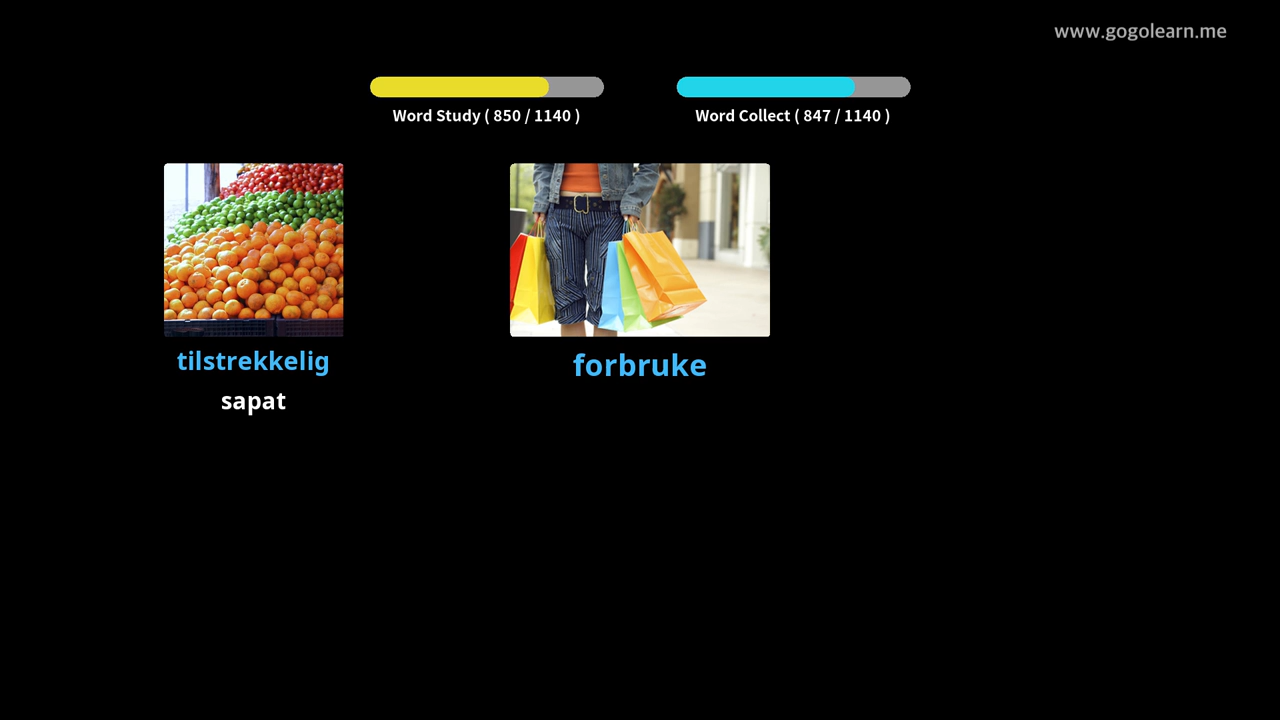 www.gogolearn.me
Word Study ( 850 / 1140 )
Word Collect ( 847 / 1140 )
tilstrekkelig
sapat
forbruke